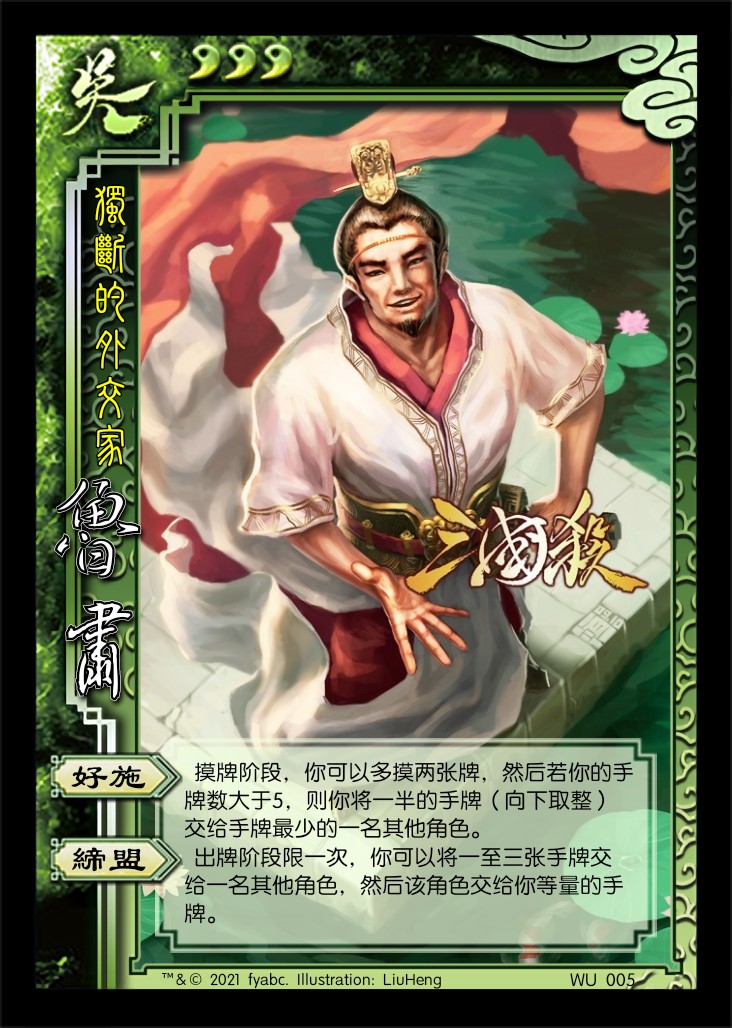 吴
獨斷的外交家
魯肅
三國殺
好施
摸牌阶段，你可以多摸两张牌，然后若你的手
牌数大于5，则你将一半的手牌（向下取整）
交给手牌最少的一名其他角色。
締盟
出牌阶段限一次，你可以将一至三张手牌交
给一名其他角色，然后该角色交给你等量的手
牌。
™&© 2021 fyabc. Illustration: LiuHeng
WU 005